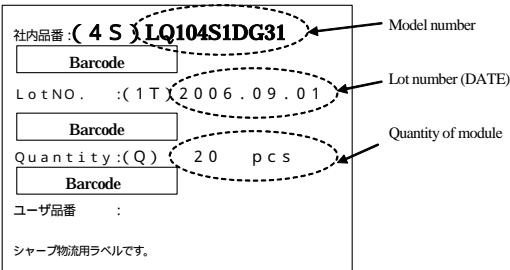 社内品番:(4S)LQ104S1DG31
Model number
Barcode
LotNO. :(1T)2006.09.01
Lot number (DATE)
Barcode
Quantity:(Q) 20 pcs
Quantity of module
Barcode
ユーザ品番 :
シャープ物流用ラベルです。